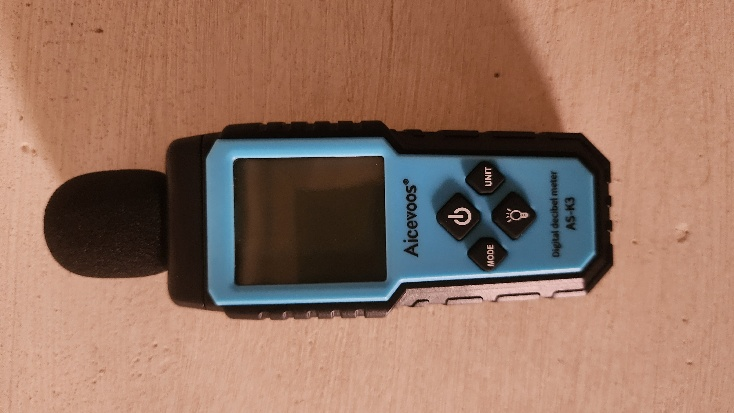 Aicevoos®
MODE
UNIT
Digital decibel meter
AS-K3